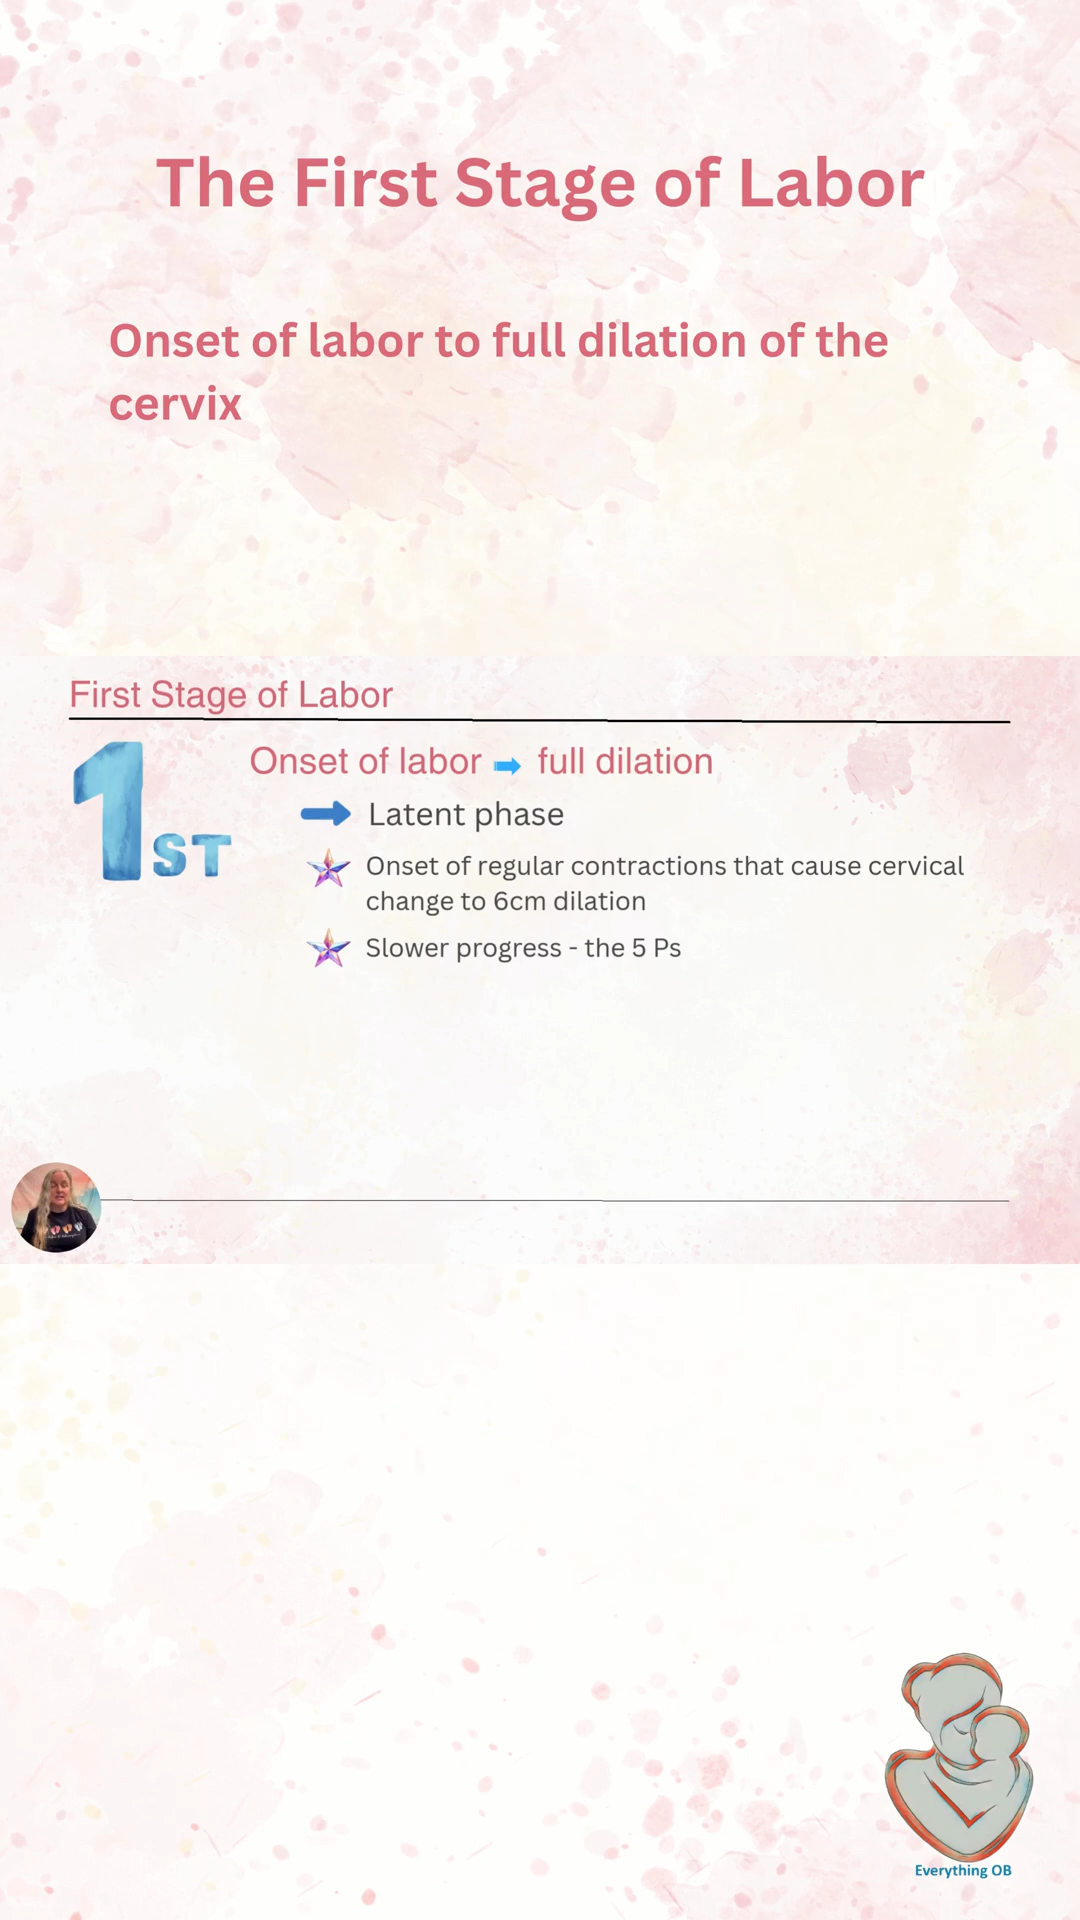 The First Stage of Labor
Onset of labor to full dilation of the
cervix
First Stage of Labor
1ST
Onset of labor full dilation
Latent phase
Onset of regular contractions that cause cervical
change to 6cm dilation
Slower progress - the 5 Ps
Everything OB